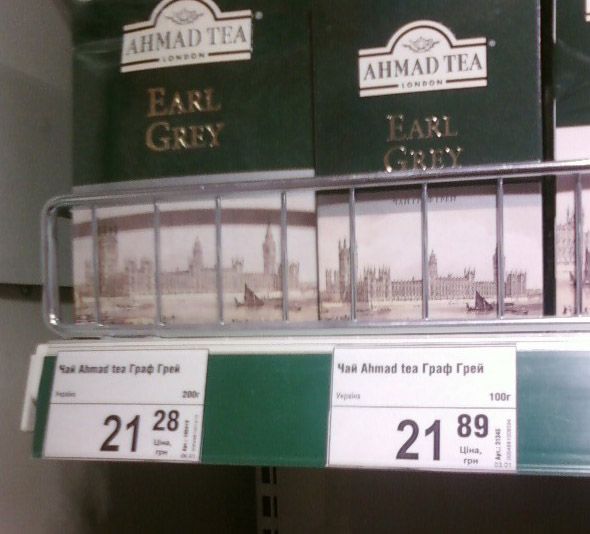 AHMAD TEA
LONDON
EARL
GREY
AHMAD TEA
LONDON
EARL
GREY
Чай Ahmad tea Граф Грей
Україна
200г
21 28
Ціна,
грн
Чай Ahmad tea Граф Грей
Україна
100г
21 89
Ціна,
грн